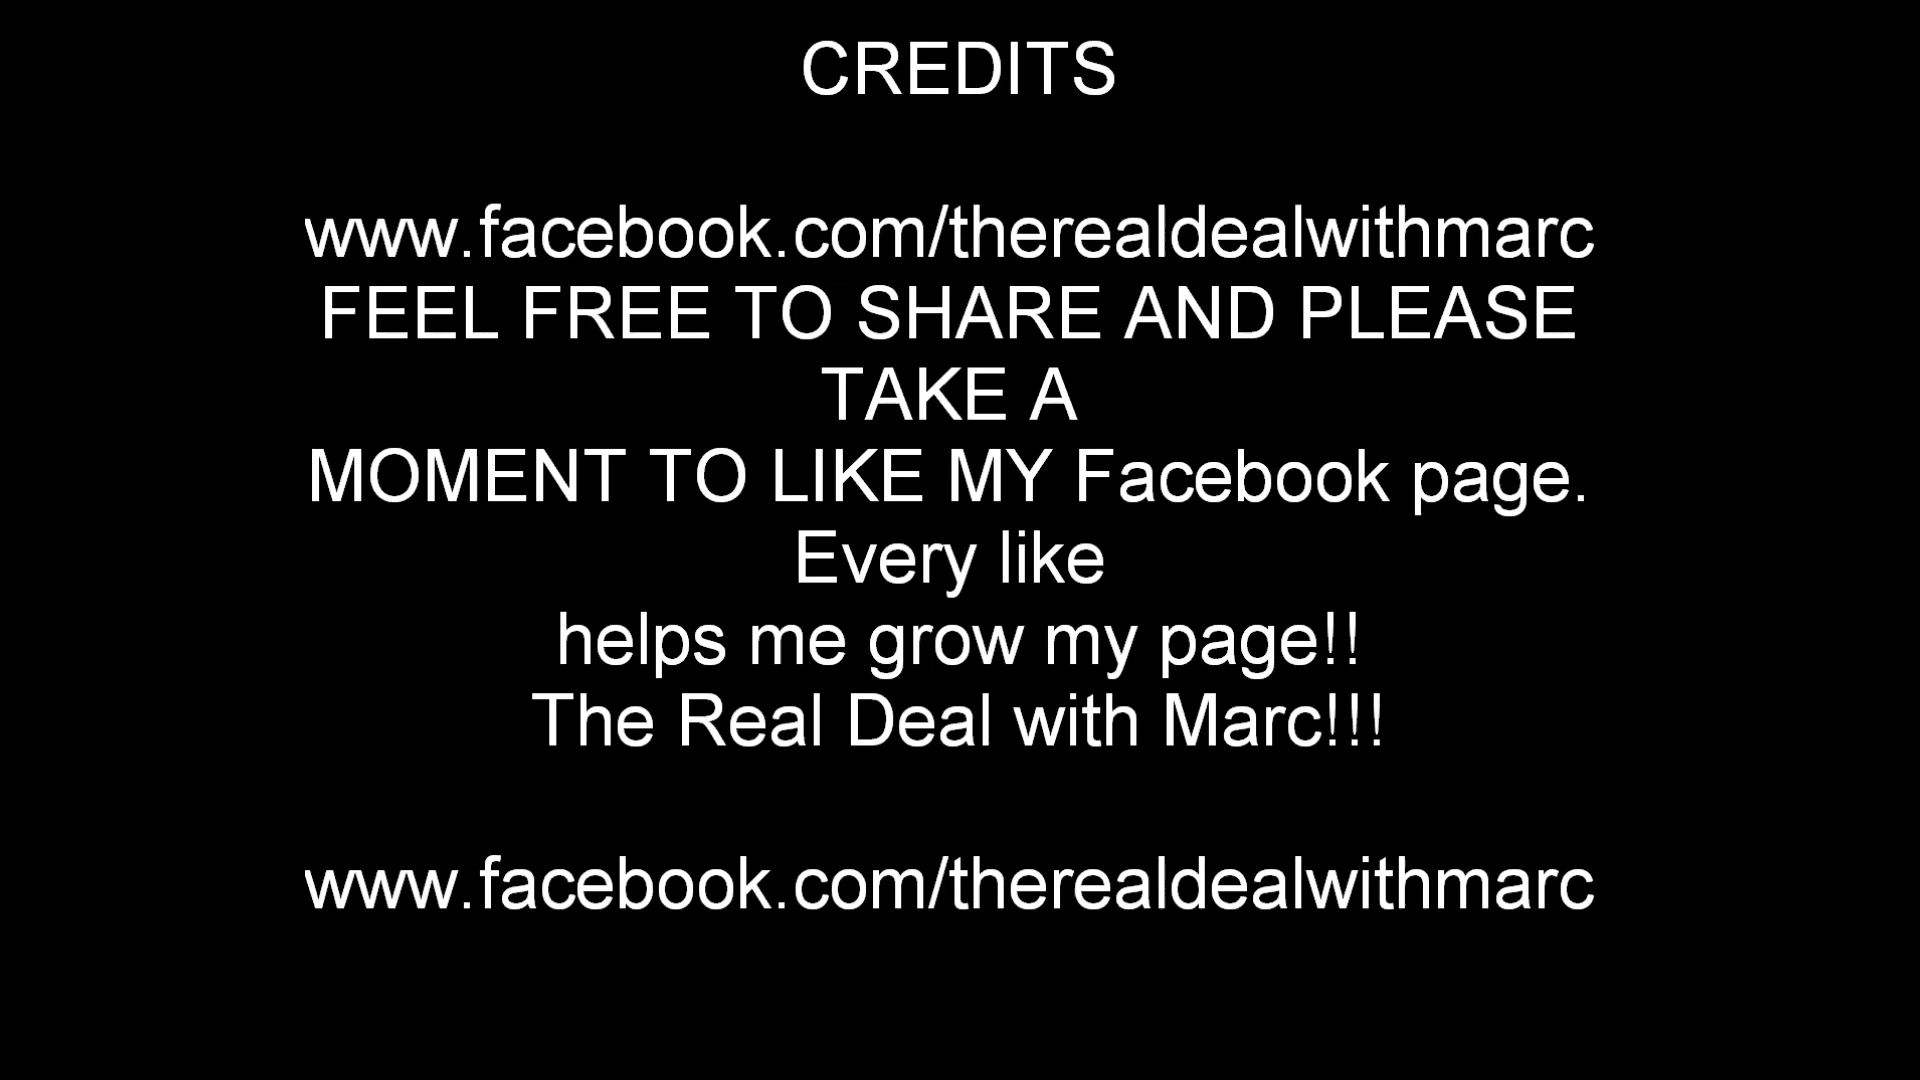 CREDITS
www.facebook.com/therealdealwithmarc
FEEL FREE TO SHARE AND PLEASE
TAKE A
MOMENT TO LIKE MY Facebook page.
Every like
helps me grow my page!!
The Real Deal with Marc!!!
www.facebook.com/therealdealwithmarc